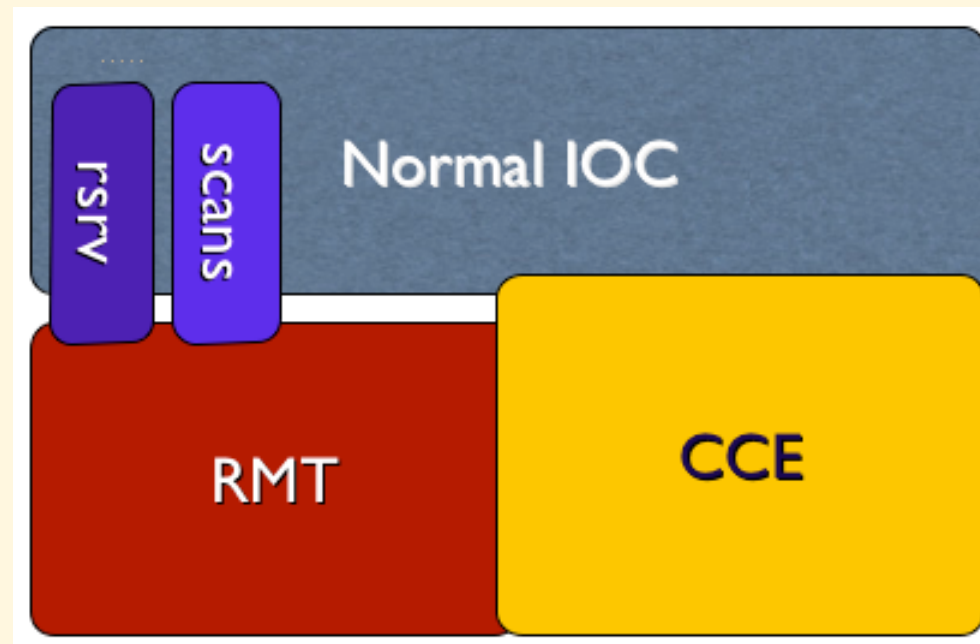 .....
Normal IOC
rsrv
scans
RMT
CCE